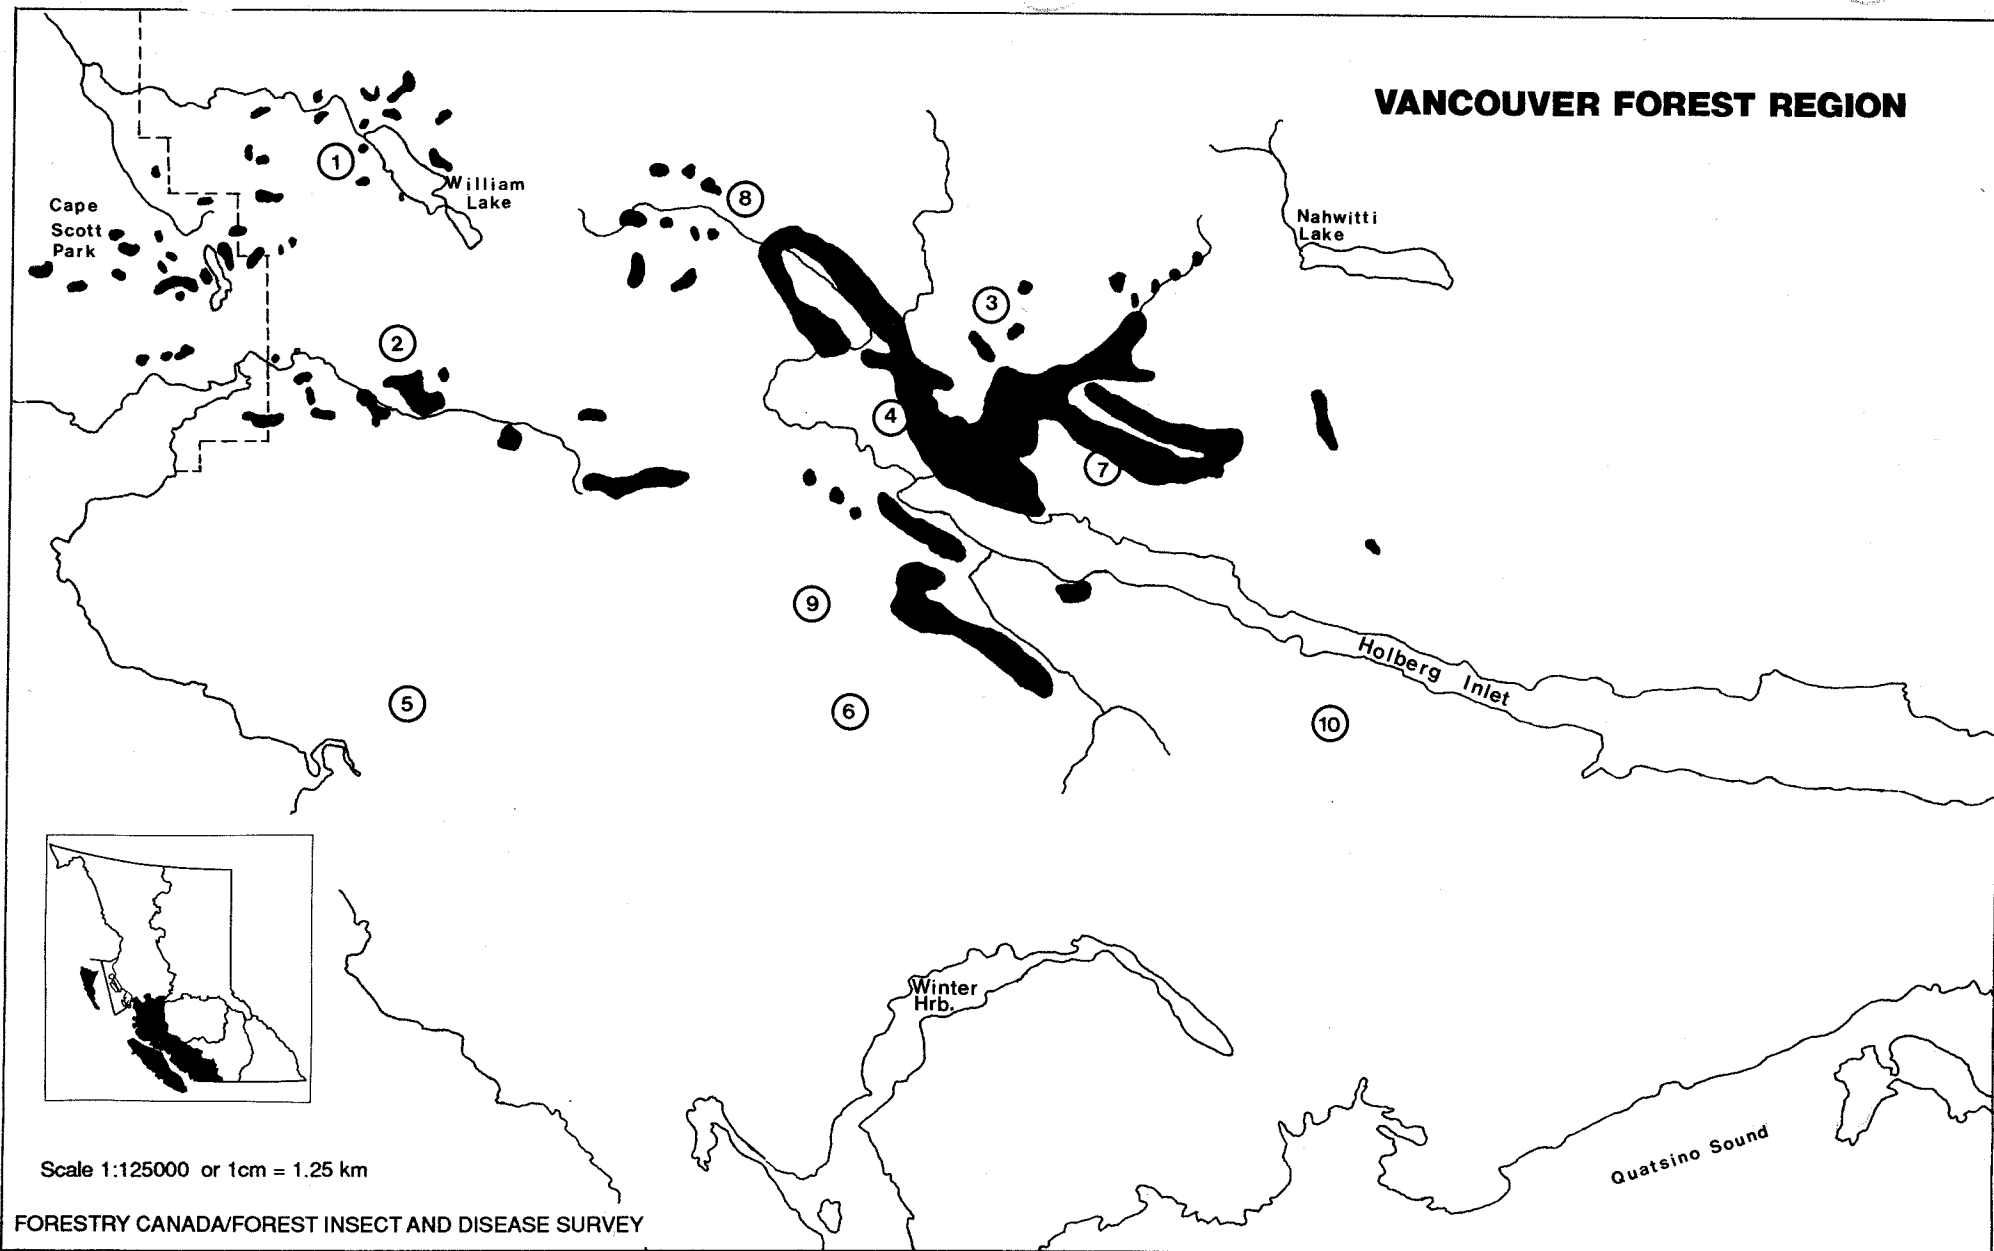 VANCOUVER FOREST REGION
1
William
Lake
Cape
Scott
Park
8
Nahwitti
Lake
3
2
4
7
9
5
6
10
Holberg Inlet
Winter
Hrb.
Quatsino Sound
Scale 1:125000 or 1cm = 1.25 km
FORESTRY CANADA/FOREST INSECT AND DISEASE SURVEY